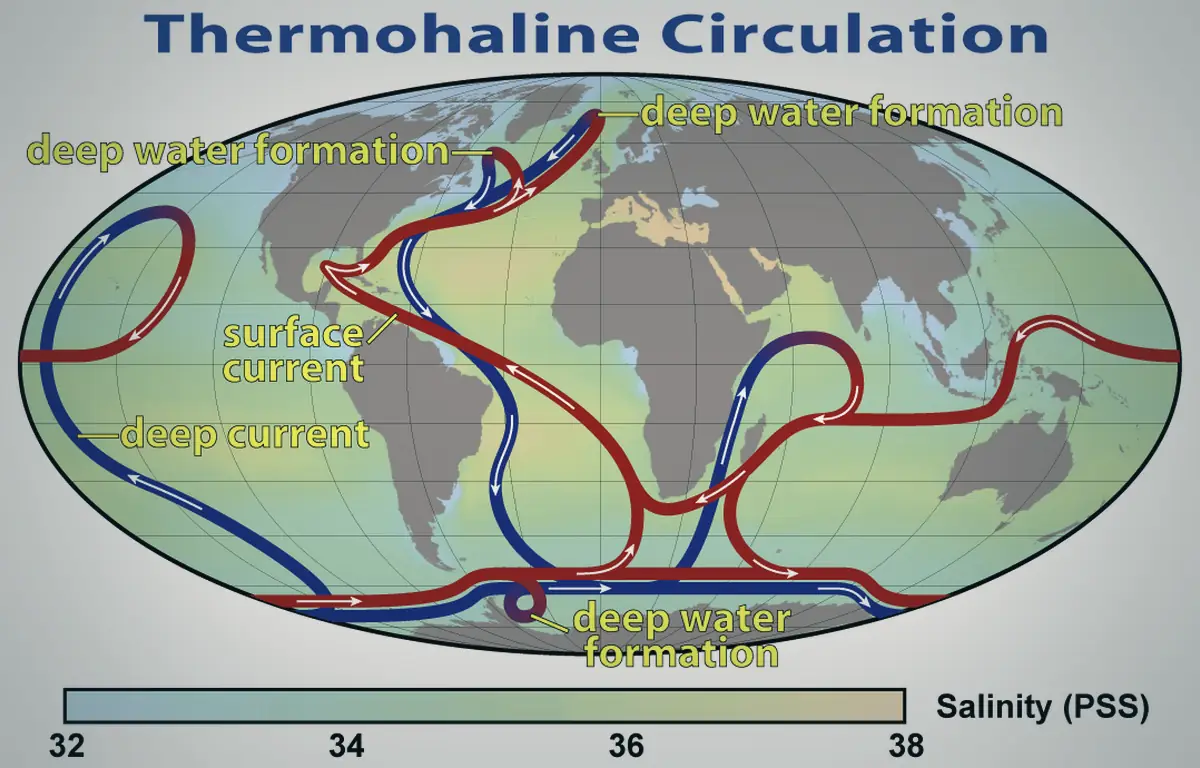 Thermohaline Circulation
deep water formation
deep water formation
surface
current
deep current
deep water
formation
Salinity (PSS)
32 34 36 38